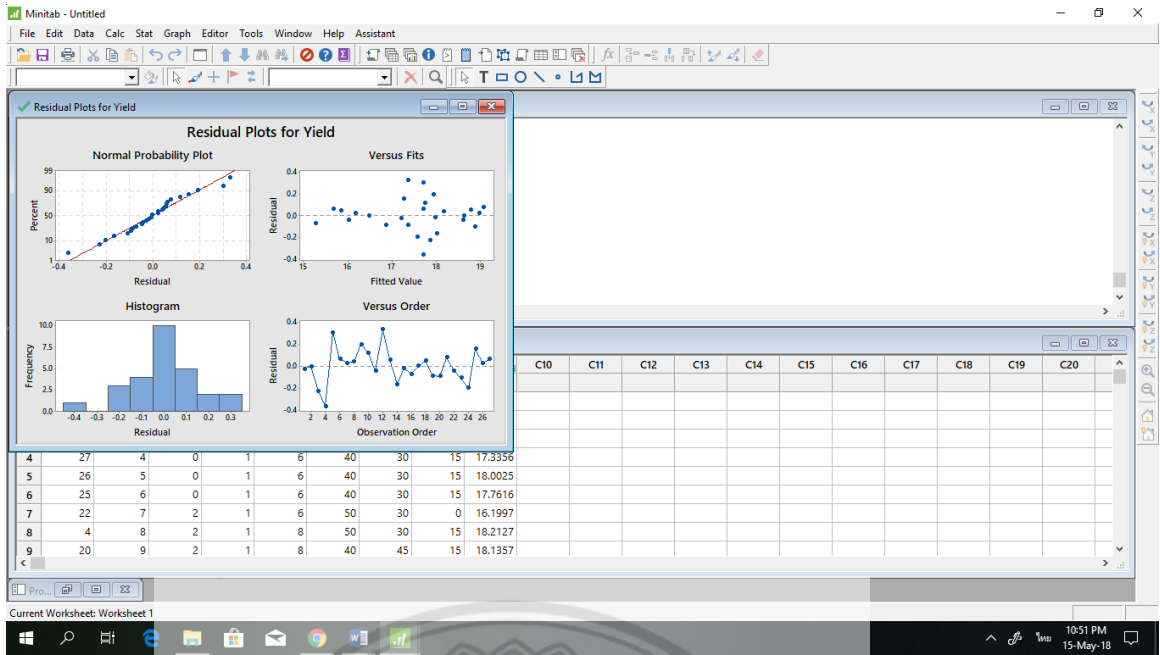 Minitab - Untitled
File Edit Data Calc Stat Graph Editor Tools Window Help Assistant
Residual Plots for Yield
Residual Plots for Yield
Normal Probability Plot
99
90
50
10
1
Percent
-0.4 -0.2 0.0 0.2 0.4
Residual
Versus Fits
0.4
0.2
0.0
-0.2
-0.4
Residual
15 16 17 18 19
Fitted Value
Histogram
10.0
7.5
5.0
2.5
0.0
Frequency
-0.4 -0.3 -0.2 -0.1 0.0 0.1 0.2 0.3
Residual
Versus Order
0.4
0.2
0.0
-0.2
-0.4
Residual
2 4 6 8 10 12 14 16 18 20 22 24 26
Observation Order
C10 C11 C12 C13 C14 C15 C16 C17 C18 C19 C20
4 27 4 0 1 6 40 30 15 17.3356
5 26 5 0 1 6 40 30 15 18.0025
6 25 6 0 1 6 40 30 15 17.7616
7 22 7 2 1 6 50 30 0 16.1997
8 4 8 2 1 8 50 30 15 18.2127
9 20 9 2 1 8 40 45 15 18.1357
Pro...
Current Worksheet: Worksheet 1
ไทย
10:51 PM
15-May-18